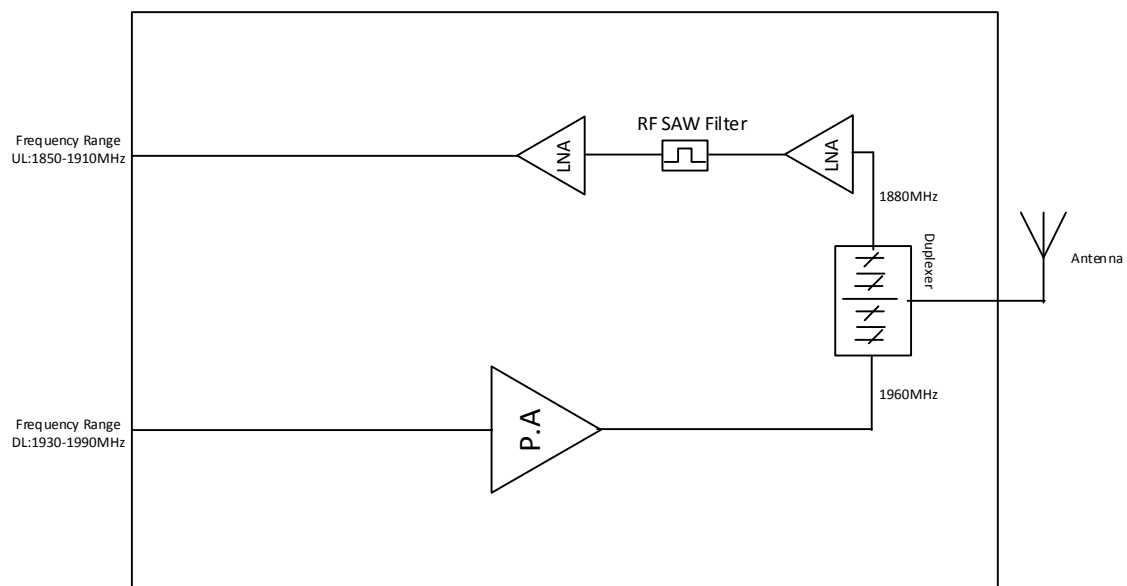 RF SAW Filter
LNA
LNA
Frequency Range
UL:1850-1910MHz
1880MHz
Duplexer
Antenna
1960MHz
Frequency Range
DL:1930-1990MHz
P.A